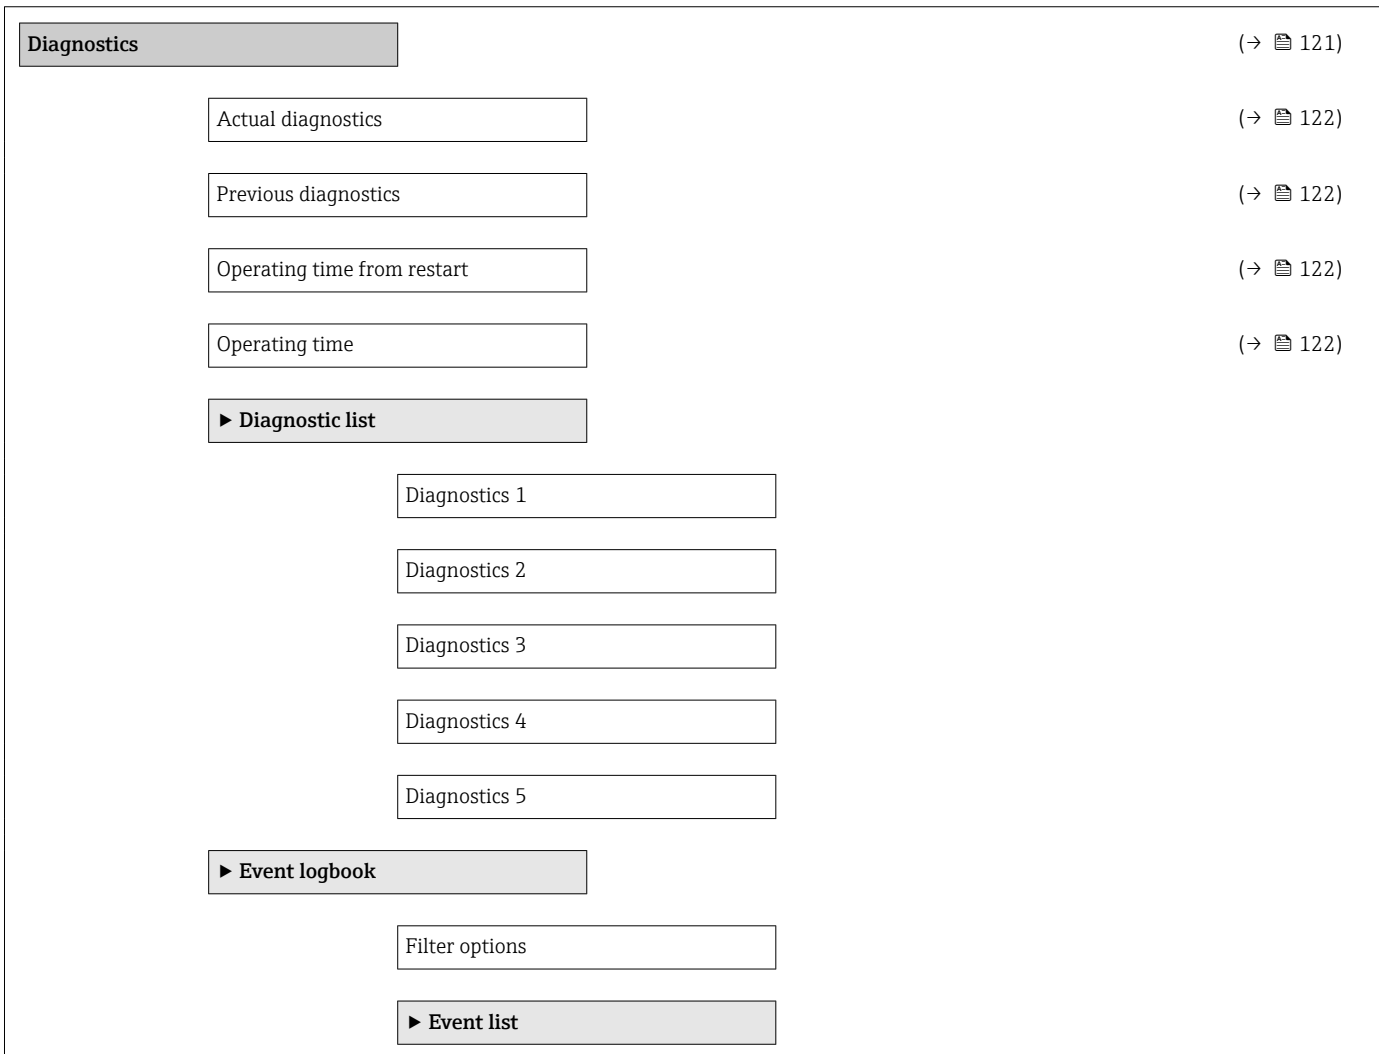 Diagnostics (→ 🖺 121)
Actual diagnostics (→ 🖺 122)
Previous diagnostics (→ 🖺 122)
Operating time from restart (→ 🖺 122)
Operating time (→ 🖺 122)
▶ Diagnostic list
Diagnostics 1
Diagnostics 2
Diagnostics 3
Diagnostics 4
Diagnostics 5
▶ Event logbook
Filter options
▶ Event list